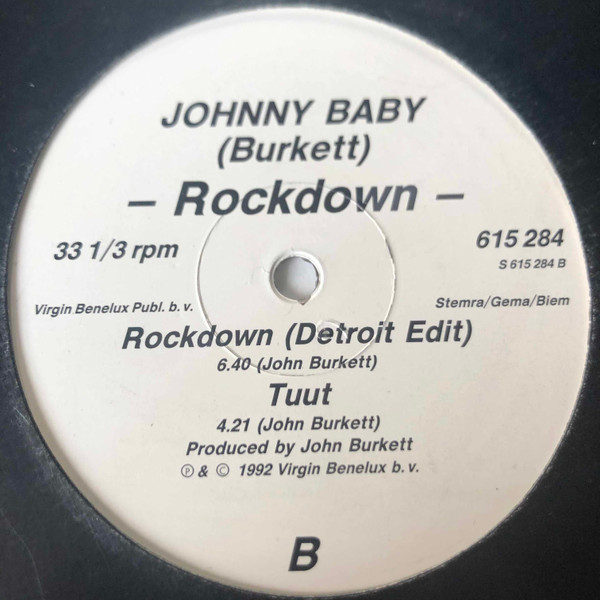 JOHNNY BABY
(Burkett)
– Rockdown –
33 1/3 rpm
615 284
S 615 284 B
Virgin Benelux Publ. b. v.
Stemra/Gema/Biem
Rockdown (Detroit Edit)
6.40 (John Burkett)
Tuut
4.21 (John Burkett)
Produced by John Burkett
℗ & © 1992 Virgin Benelux b. v.
B